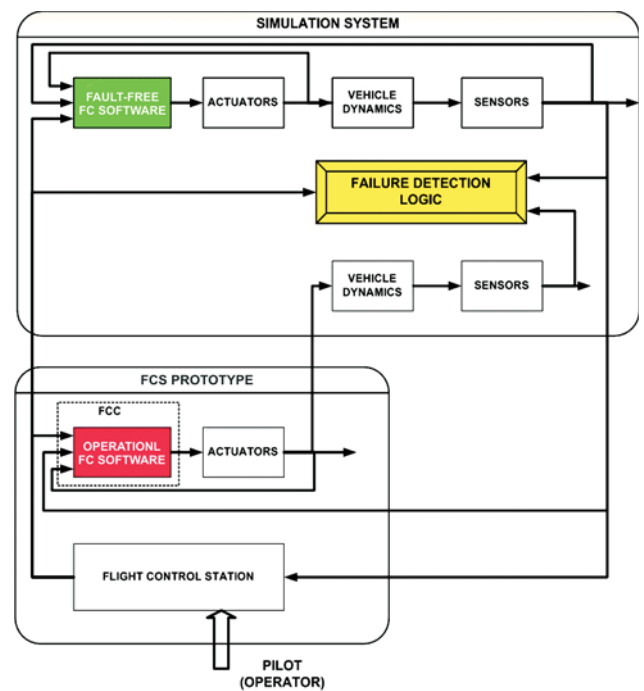 SIMULATION SYSTEM
FAULT-FREE
FC SOFTWARE
ACTUATORS
VEHICLE
DYNAMICS
SENSORS
FAILURE DETECTION
LOGIC
VEHICLE
DYNAMICS
SENSORS
FCS PROTOTYPE
FCC
OPERATIONL
FC SOFTWARE
ACTUATORS
FLIGHT CONTROL STATION
PILOT
(OPERATOR)